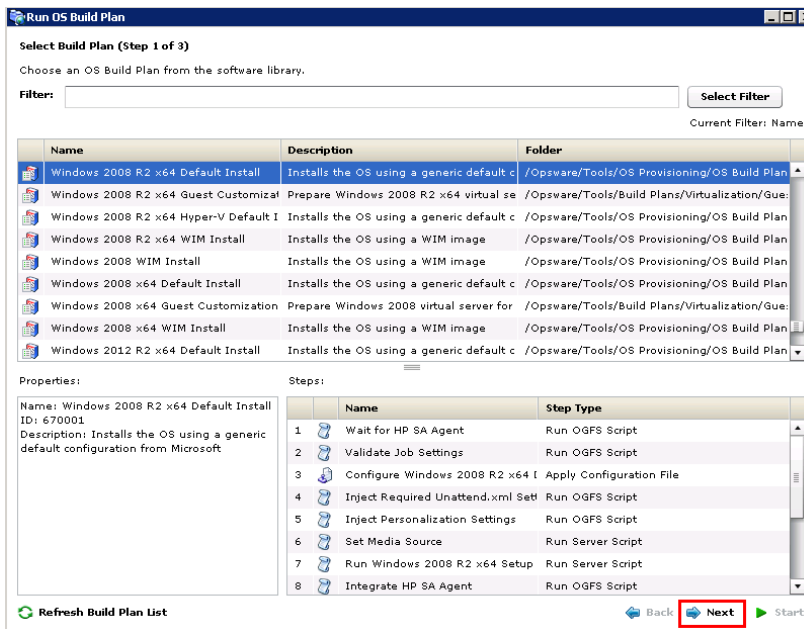 Run OS Build Plan
Select Build Plan (Step 1 of 3)
Choose an OS Build Plan from the software library.
Filter: Select Filter
Current Filter: Name
Name Description Folder
Windows 2008 R2 x64 Default Install Installs the OS using a generic default c /Opsware/Tools/OS Provisioning/OS Build Plan
Windows 2008 R2 x64 Guest Customizat Prepare Windows 2008 R2 x64 virtual se /Opsware/Tools/Build Plans/Virtualization/Gues
Windows 2008 R2 x64 Hyper-V Default I Installs the OS using a generic default c /Opsware/Tools/OS Provisioning/OS Build Plan
Windows 2008 R2 x64 WIM Install Installs the OS using a WIM image /Opsware/Tools/OS Provisioning/OS Build Plan
Windows 2008 WIM Install Installs the OS using a WIM image /Opsware/Tools/OS Provisioning/OS Build Plan
Windows 2008 x64 Default Install Installs the OS using a generic default c /Opsware/Tools/OS Provisioning/OS Build Plan
Windows 2008 x64 Guest Customization Prepare Windows 2008 virtual server for /Opsware/Tools/Build Plans/Virtualization/Gues
Windows 2008 x64 WIM Install Installs the OS using a WIM image /Opsware/Tools/OS Provisioning/OS Build Plan
Windows 2012 R2 x64 Default Install Installs the OS using a generic default c /Opsware/Tools/OS Provisioning/OS Build Plan
Properties:
Name: Windows 2008 R2 x64 Default Install
ID: 670001
Description: Installs the OS using a generic
default configuration from Microsoft
Steps:
Name Step Type
1 Wait for HP SA Agent Run OGFS Script
2 Validate Job Settings Run OGFS Script
3 Configure Windows 2008 R2 x64 D Apply Configuration File
4 Inject Required Unattend.xml Sett Run OGFS Script
5 Inject Personalization Settings Run OGFS Script
6 Set Media Source Run Server Script
7 Run Windows 2008 R2 x64 Setup Run Server Script
8 Integrate HP SA Agent Run OGFS Script
Refresh Build Plan List Back Next Start